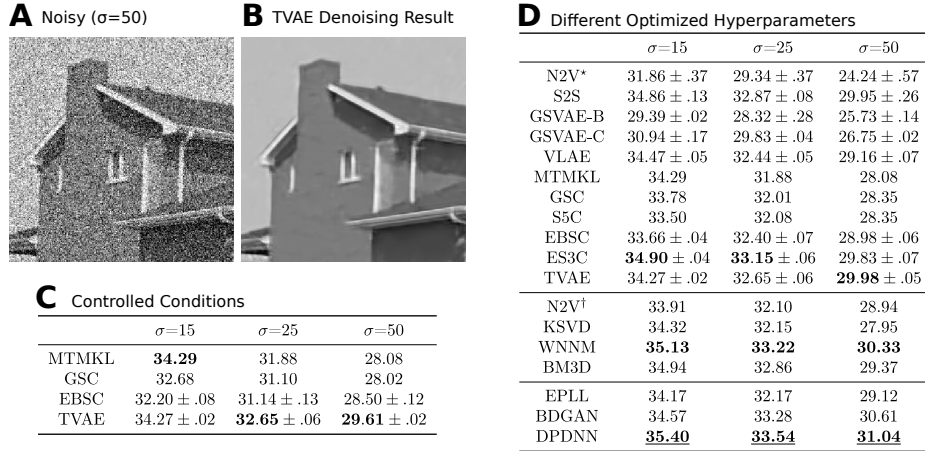 A Noisy (σ=50)
B TVAE Denoising Result
C Controlled Conditions
σ=15 σ=25 σ=50
MTMKL 34.29 31.88 28.08
GSC 32.68 31.10 28.02
EBSC 32.20 ± .08 31.14 ± .13 28.50 ± .12
TVAE 34.27 ± .02 32.65 ± .06 29.61 ± .02
D Different Optimized Hyperparameters
σ=15 σ=25 σ=50
N2V⋆ 31.86 ± .37 29.34 ± .37 24.24 ± .57
S2S 34.86 ± .13 32.87 ± .08 29.95 ± .26
GSVAE-B 29.39 ± .02 28.32 ± .28 25.73 ± .14
GSVAE-C 30.94 ± .17 29.83 ± .04 26.75 ± .02
VLAE 34.47 ± .05 32.44 ± .05 29.16 ± .07
MTMKL 34.29 31.88 28.08
GSC 33.78 32.01 28.35
S5C 33.50 32.08 28.35
EBSC 33.66 ± .04 32.40 ± .07 28.98 ± .06
ES3C 34.90 ± .04 33.15 ± .06 29.83 ± .07
TVAE 34.27 ± .02 32.65 ± .06 29.98 ± .05
N2V† 33.91 32.10 28.94
KSVD 34.32 32.15 27.95
WNNM 35.13 33.22 30.33
BM3D 34.94 32.86 29.37
EPLL 34.17 32.17 29.12
BDGAN 34.57 33.28 30.61
DPDNN 35.40 33.54 31.04